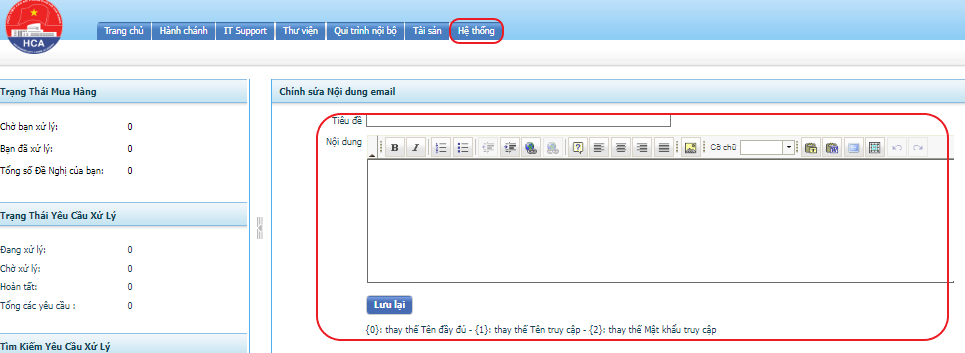 HCA
Trang chủ Hành chánh IT Support Thư viện Qui trình nội bộ Tài sản Hệ thống
Trạng Thái Mua Hàng
Chờ bạn xử lý: 0
Bạn đã xử lý: 0
Tổng số Đề Nghị của bạn: 0
Trạng Thái Yêu Cầu Xử Lý
Đang xử lý: 0
Chờ xử lý: 0
Hoàn tất: 0
Tổng các yêu cầu : 0
Tìm Kiếm Yêu Cầu Xử Lý
Chỉnh sửa Nội dung email
Tiêu đề
Nội dung
B I Cỡ chữ
Lưu lại
{0}: thay thế Tên đầy đủ - {1}: thay thế Tên truy cập - {2}: thay thế Mật khẩu truy cập